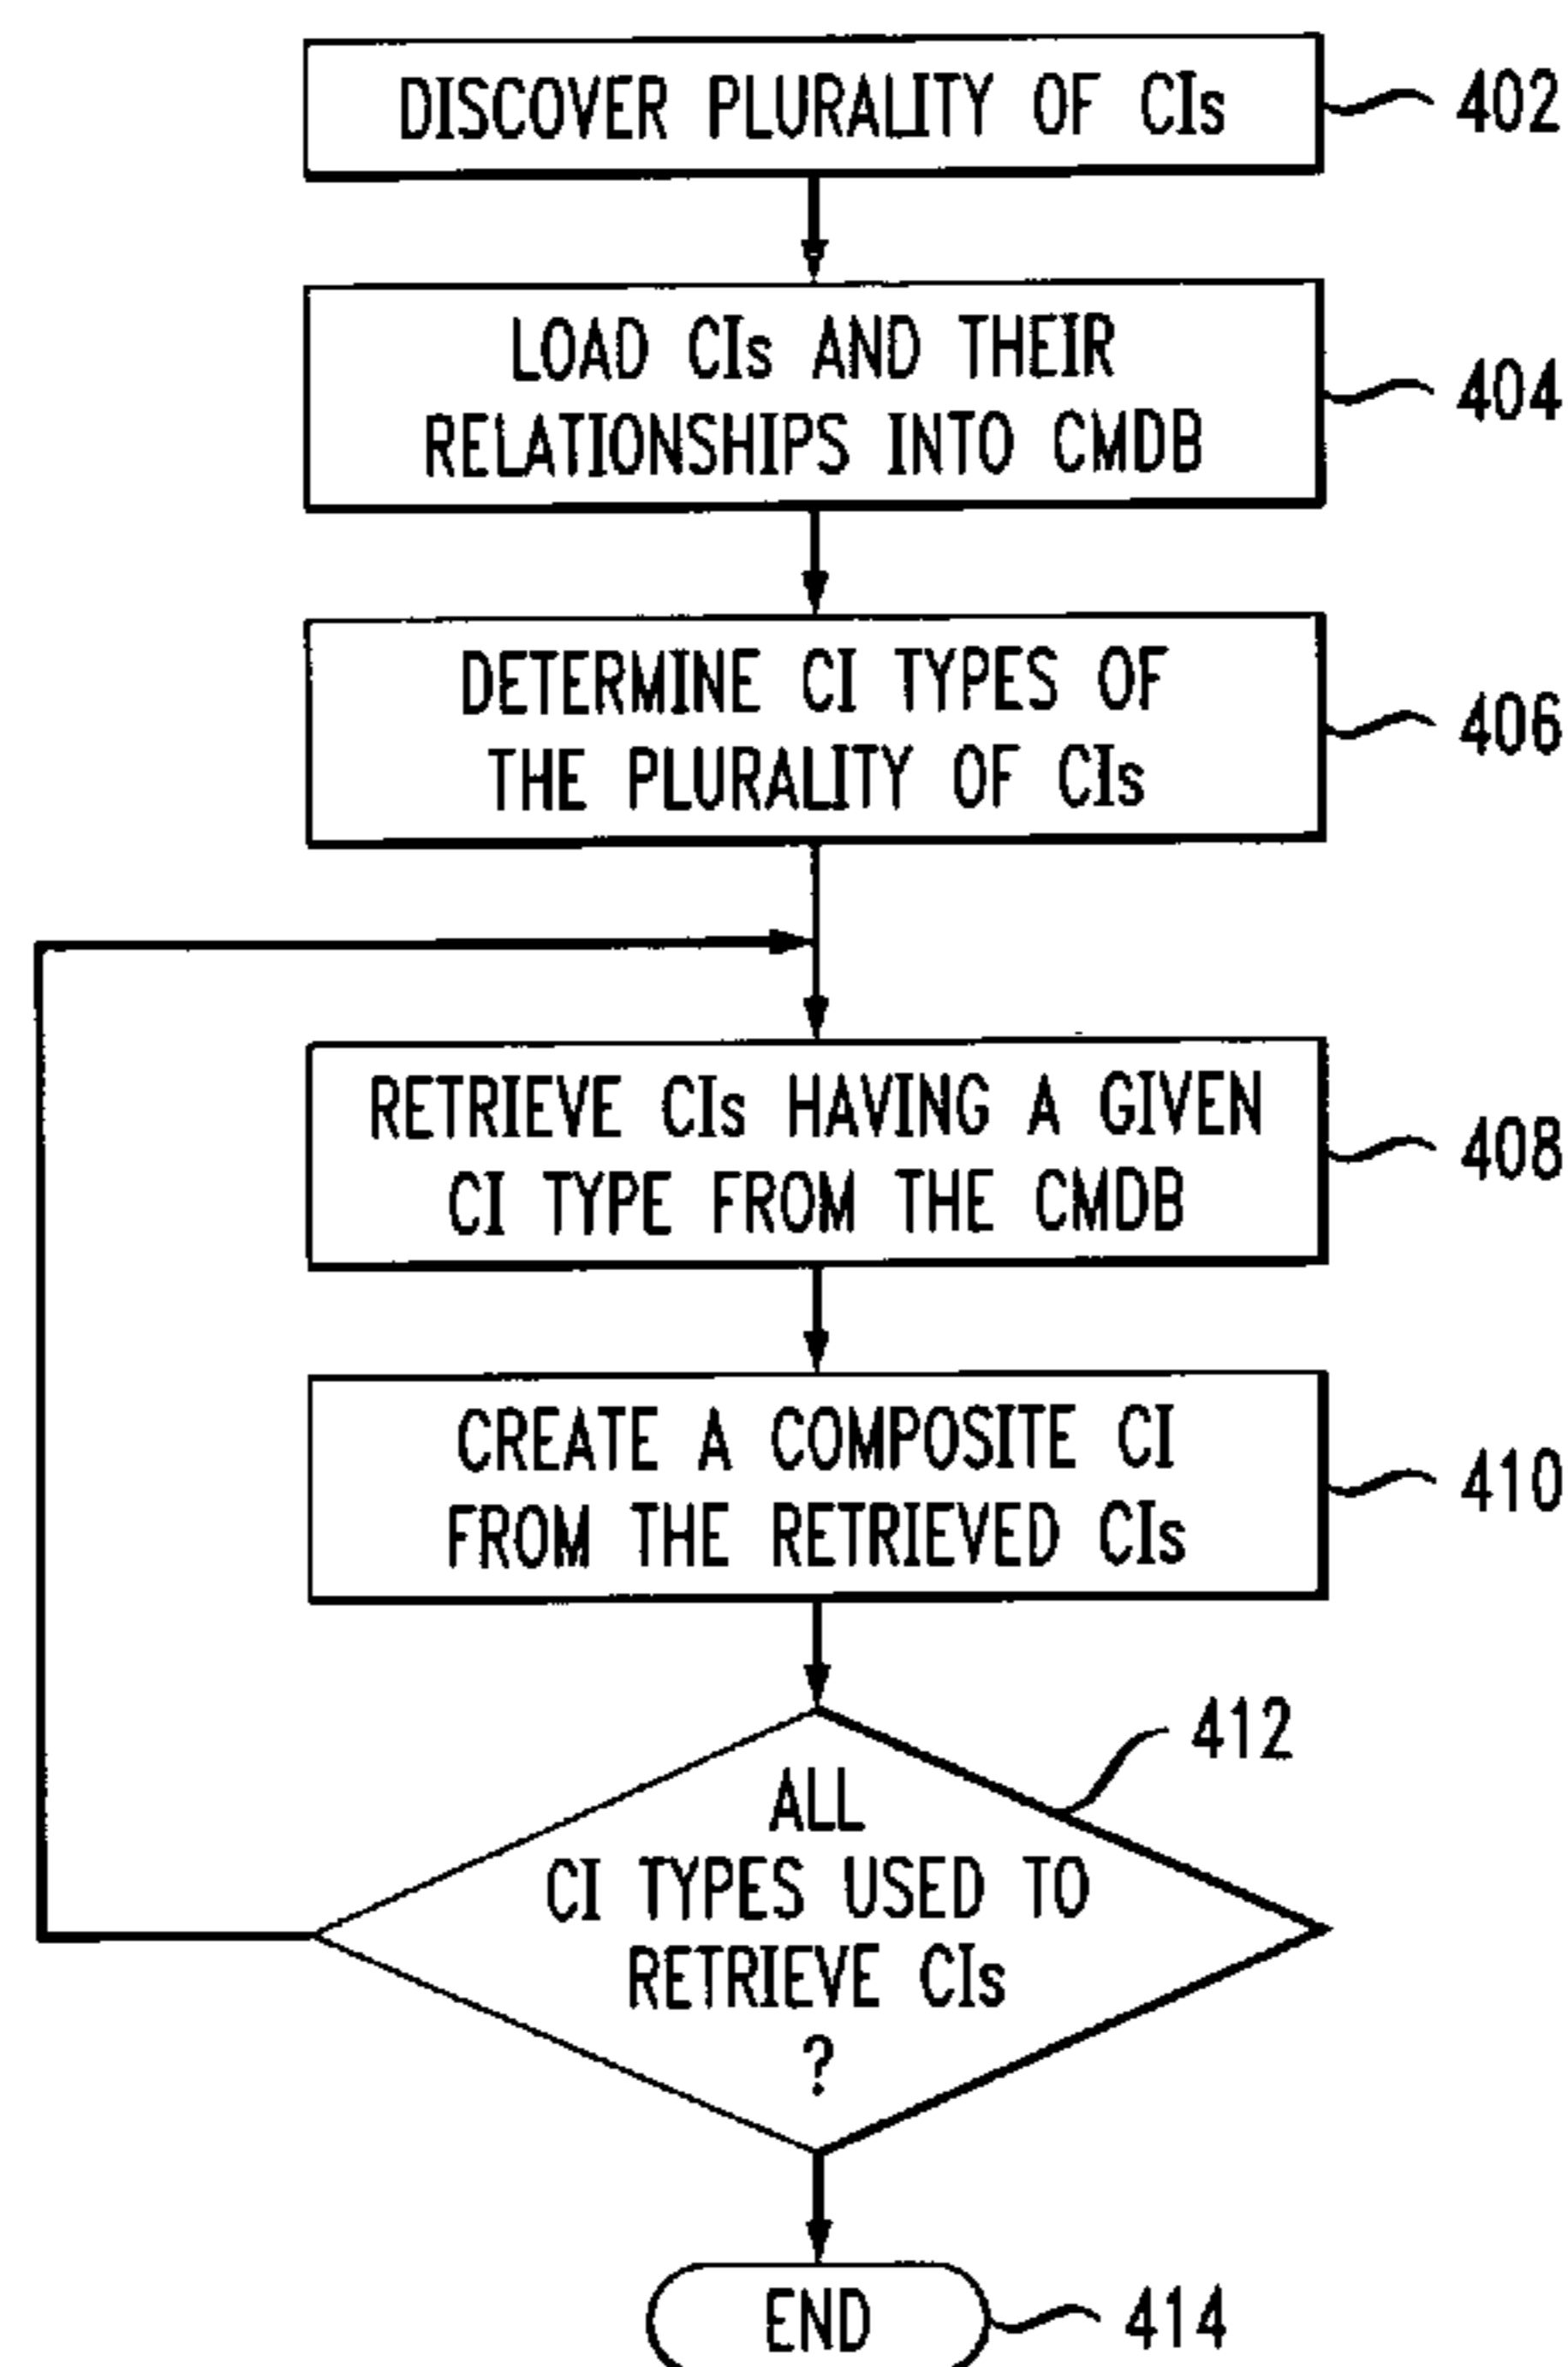 DISCOVER PLURALITY OF CIs
402
LOAD CIs AND THEIR
RELATIONSHIPS INTO CMDB
404
DETERMINE CI TYPES OF
THE PLURALITY OF CIs
406
RETRIEVE CIs HAVING A GIVEN
CI TYPE FROM THE CMDB
408
CREATE A COMPOSITE CI
FROM THE RETRIEVED CIs
410
412
ALL
CI TYPES USED TO
RETRIEVE CIs
?
END
414